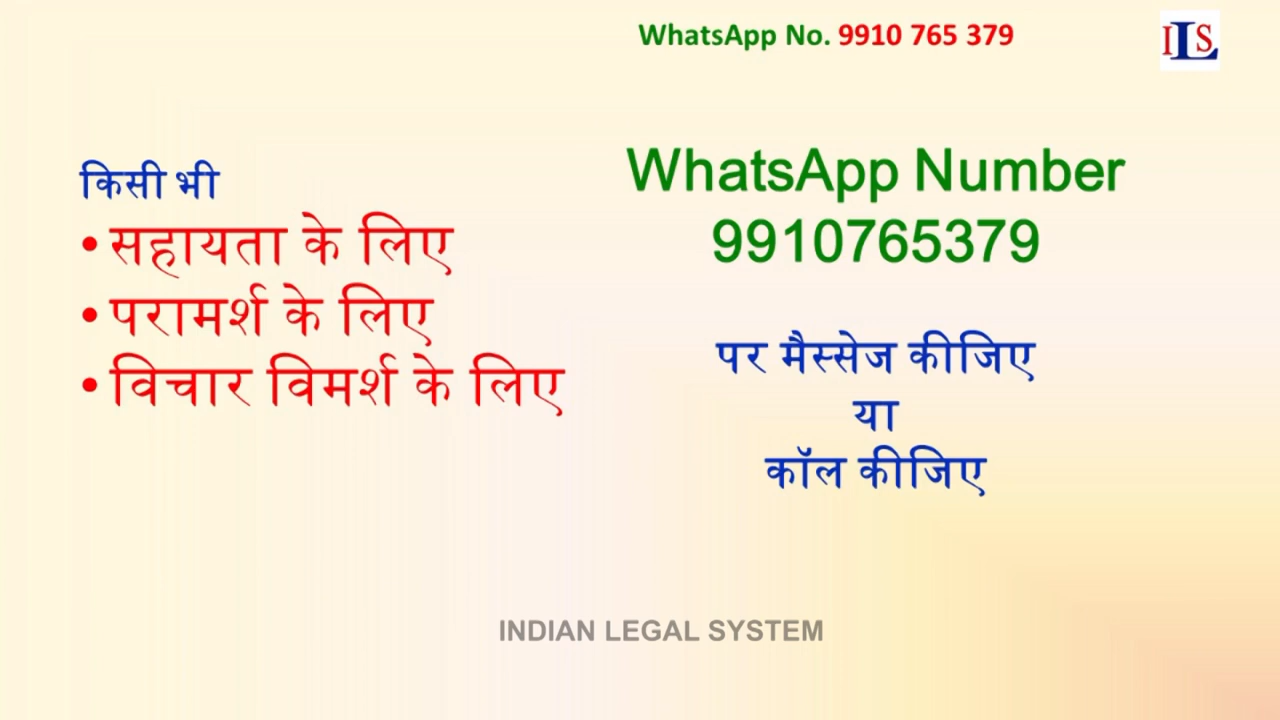 WhatsApp No. 9910 765 379
ILS
किसी भी
• सहायता के लिए
• परामर्श के लिए
• विचार विमर्श के लिए
WhatsApp Number
9910765379
पर मैस्सेज कीजिए
या
कॉल कीजिए
INDIAN LEGAL SYSTEM